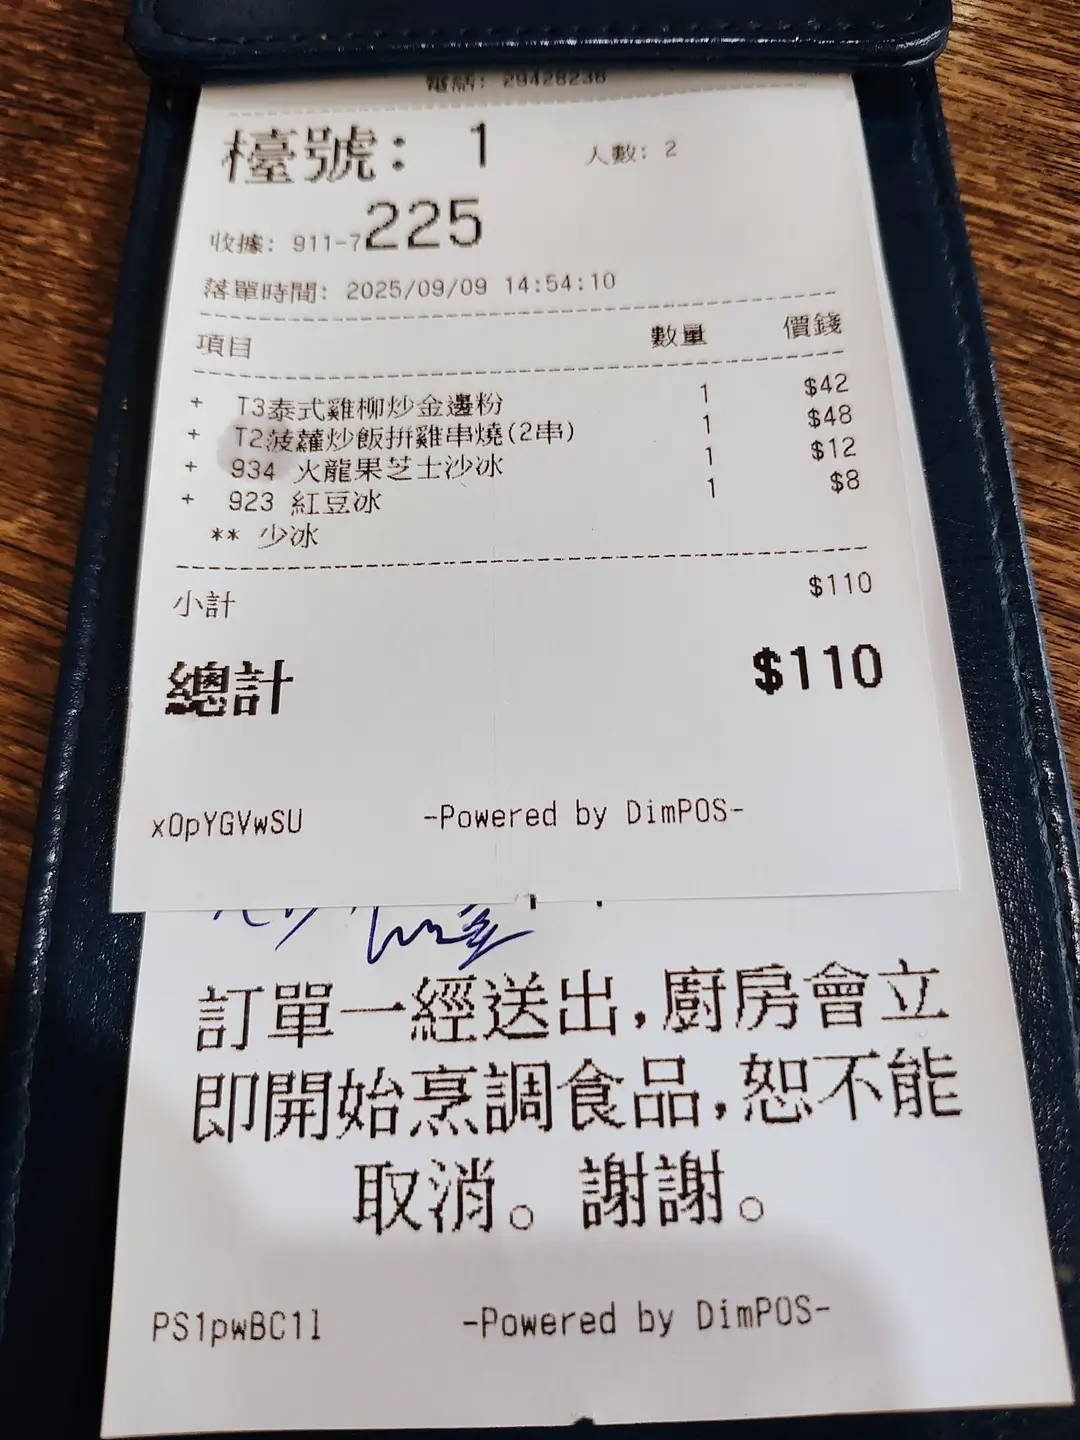 電話: 29428238
檯號: 1 人數: 2
收據: 911-7225
落單時間: 2025/09/09 14:54:10
項目 數量 價錢
+ T3泰式雞柳炒金邊粉 1 $42
+ T2菠蘿炒飯拼雞串燒(2串) 1 $48
+ 934 火龍果芝士沙冰 1 $12
+ 923 紅豆冰 1 $8
** 少冰
小計 $110
總計 $110
xOpYGVwSU -Powered by DimPOS-
訂單一經送出,廚房會立
即開始烹調食品,恕不能
取消。謝謝。
PS1pwBC1l -Powered by DimPOS-